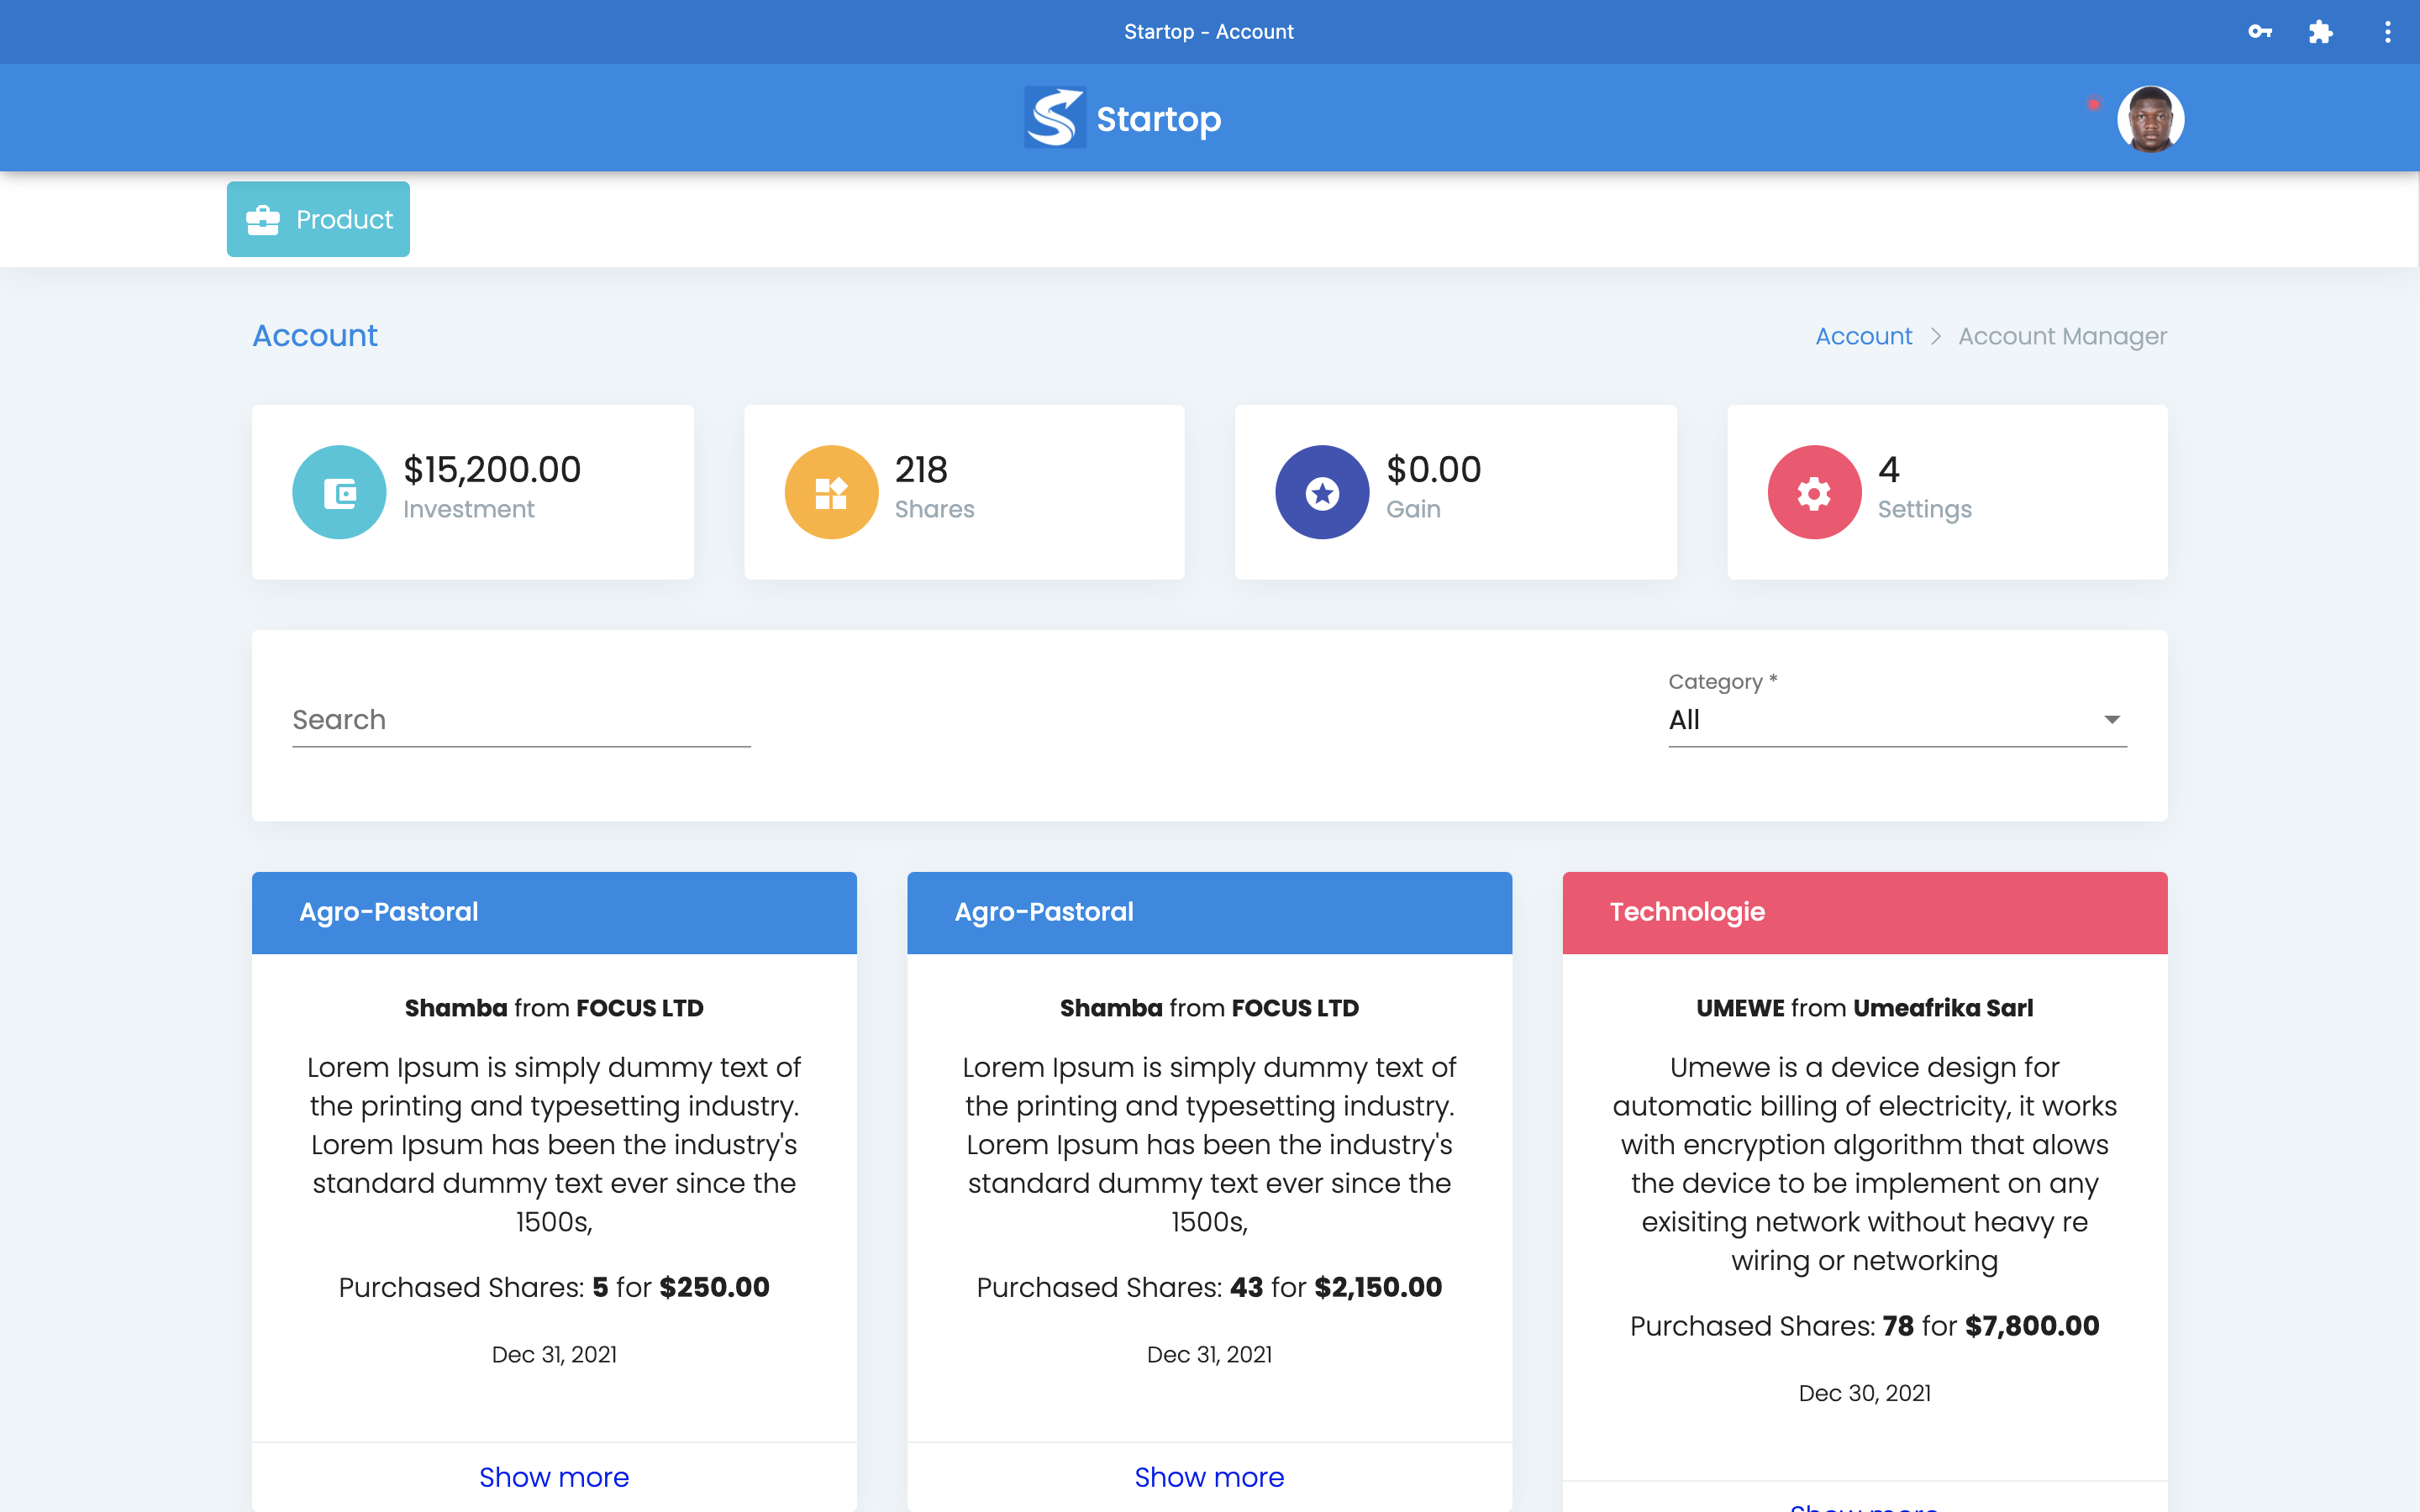 Startop - Account
Startop
Product
Account
Account > Account Manager
$15,200.00
Investment
218
Shares
$0.00
Gain
4
Settings
Search
Category *
All
Agro-Pastoral
Shamba from FOCUS LTD
Lorem Ipsum is simply dummy text of
the printing and typesetting industry.
Lorem Ipsum has been the industry's
standard dummy text ever since the
1500s,
Purchased Shares: 5 for $250.00
Dec 31, 2021
Show more
Agro-Pastoral
Shamba from FOCUS LTD
Lorem Ipsum is simply dummy text of
the printing and typesetting industry.
Lorem Ipsum has been the industry's
standard dummy text ever since the
1500s,
Purchased Shares: 43 for $2,150.00
Dec 31, 2021
Show more
Technologie
UMEWE from Umeafrika Sarl
Umewe is a device design for
automatic billing of electricity, it works
with encryption algorithm that alows
the device to be implement on any
exisiting network without heavy re
wiring or networking
Purchased Shares: 78 for $7,800.00
Dec 30, 2021
Show more